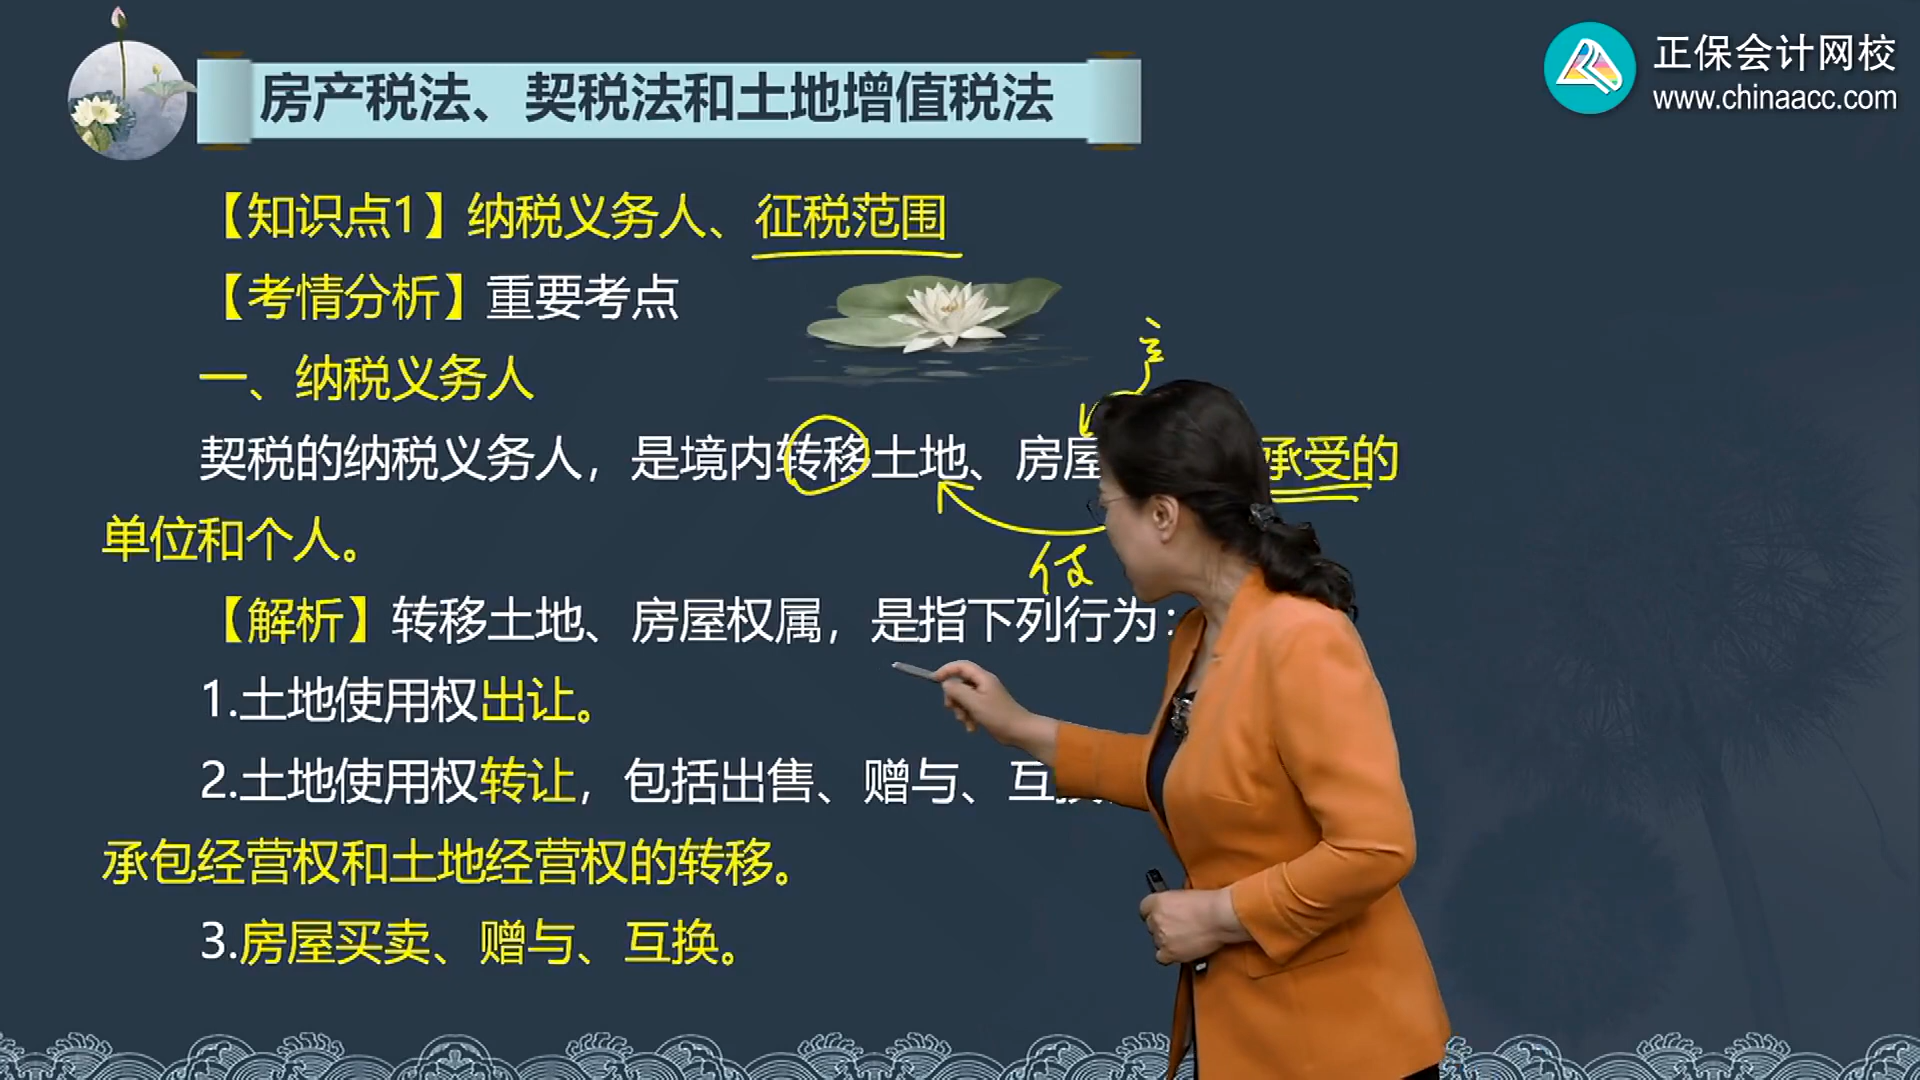 房产税法、契税法和土地增值税法
正保会计网校
www.chinaacc.com
【知识点1】纳税义务人、征税范围
【考情分析】重要考点
一、纳税义务人
契税的纳税义务人，是境内转移土地、房屋 承受的
单位和个人。
【解析】转移土地、房屋权属，是指下列行为：
1.土地使用权出让。
2.土地使用权转让，包括出售、赠与、互换
承包经营权和土地经营权的转移。
3.房屋买卖、赠与、互换。